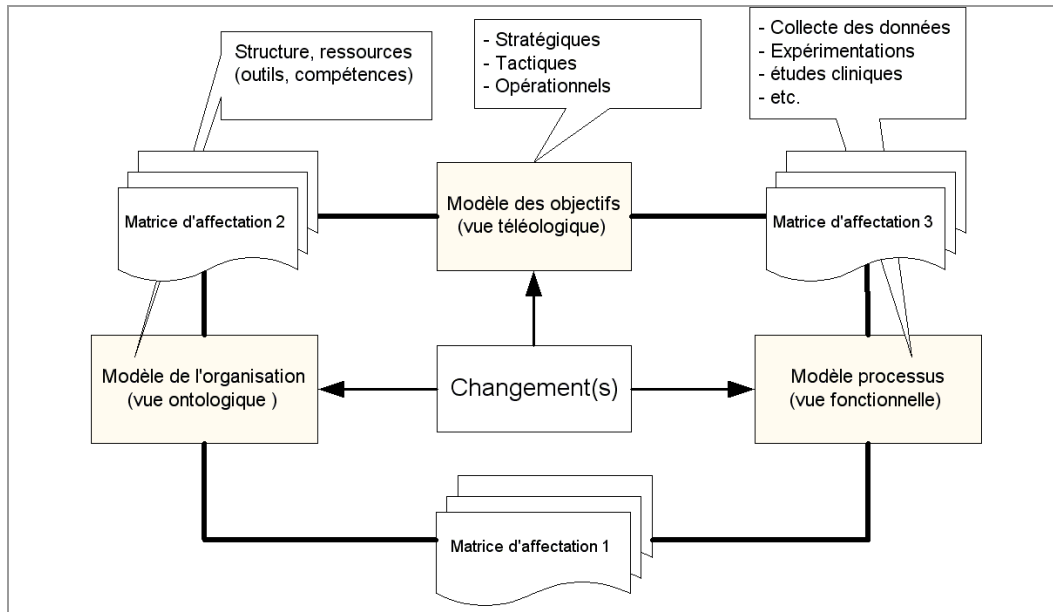 Structure, ressources
(outils, compétences)
- Stratégiques
- Tactiques
- Opérationnels
- Collecte des données
- Expérimentations
- études cliniques
- etc.
Matrice d'affectation 2
Modèle des objectifs
(vue téléologique)
Matrice d'affectation 3
Modèle de l'organisation
(vue ontologique )
Changement(s)
Modèle processus
(vue fonctionnelle)
Matrice d'affectation 1